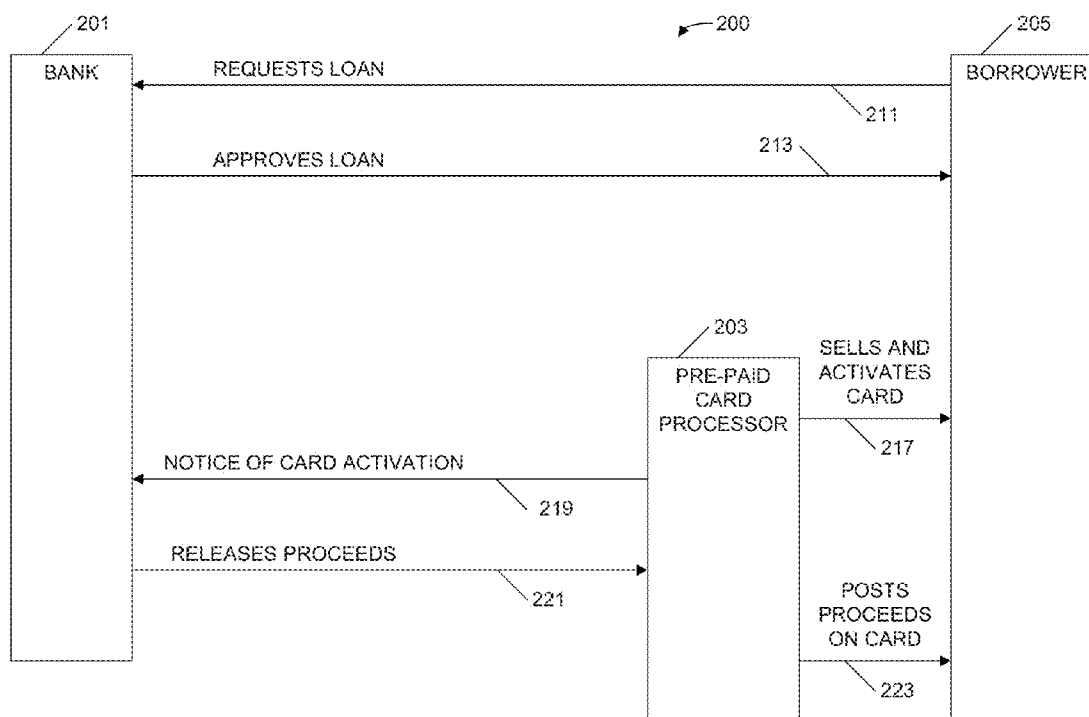 201
200
205
BANK
REQUESTS LOAN
BORROWER
211
APPROVES LOAN
213
203
PRE-PAID
CARD
PROCESSOR
SELLS AND
ACTIVATES
CARD
217
NOTICE OF CARD ACTIVATION
219
RELEASES PROCEEDS
221
POSTS
PROCEEDS
ON CARD
223